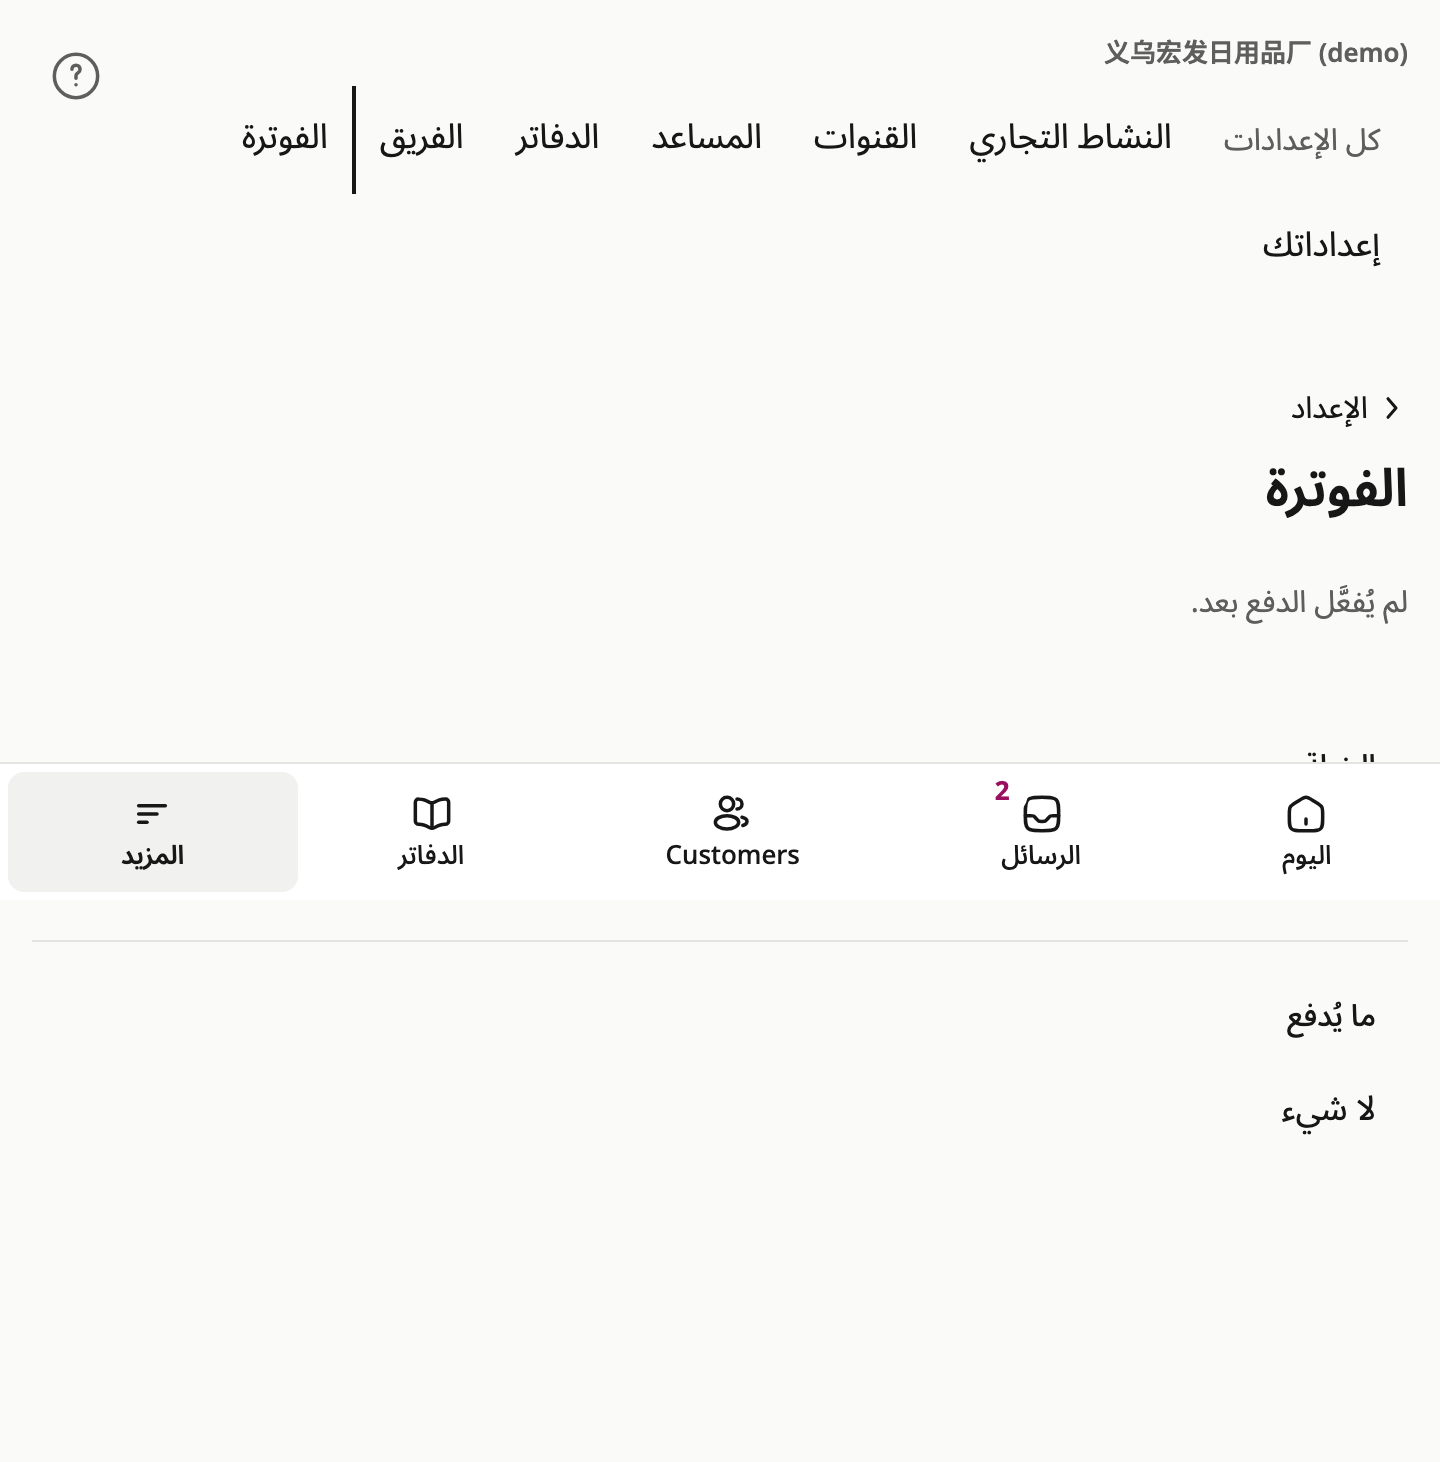 义乌宏发日用品厂 (demo)
كل الإعدادات
النشاط التجاري
القنوات
المساعد
الدفاتر
الفريق
الفوترة
إعداداتك
الإعداد
الفوترة
لم يُفعَّل الدفع بعد.
اليوم
2
الرسائل
Customers
الدفاتر
المزيد
ما يُدفع
لا شيء